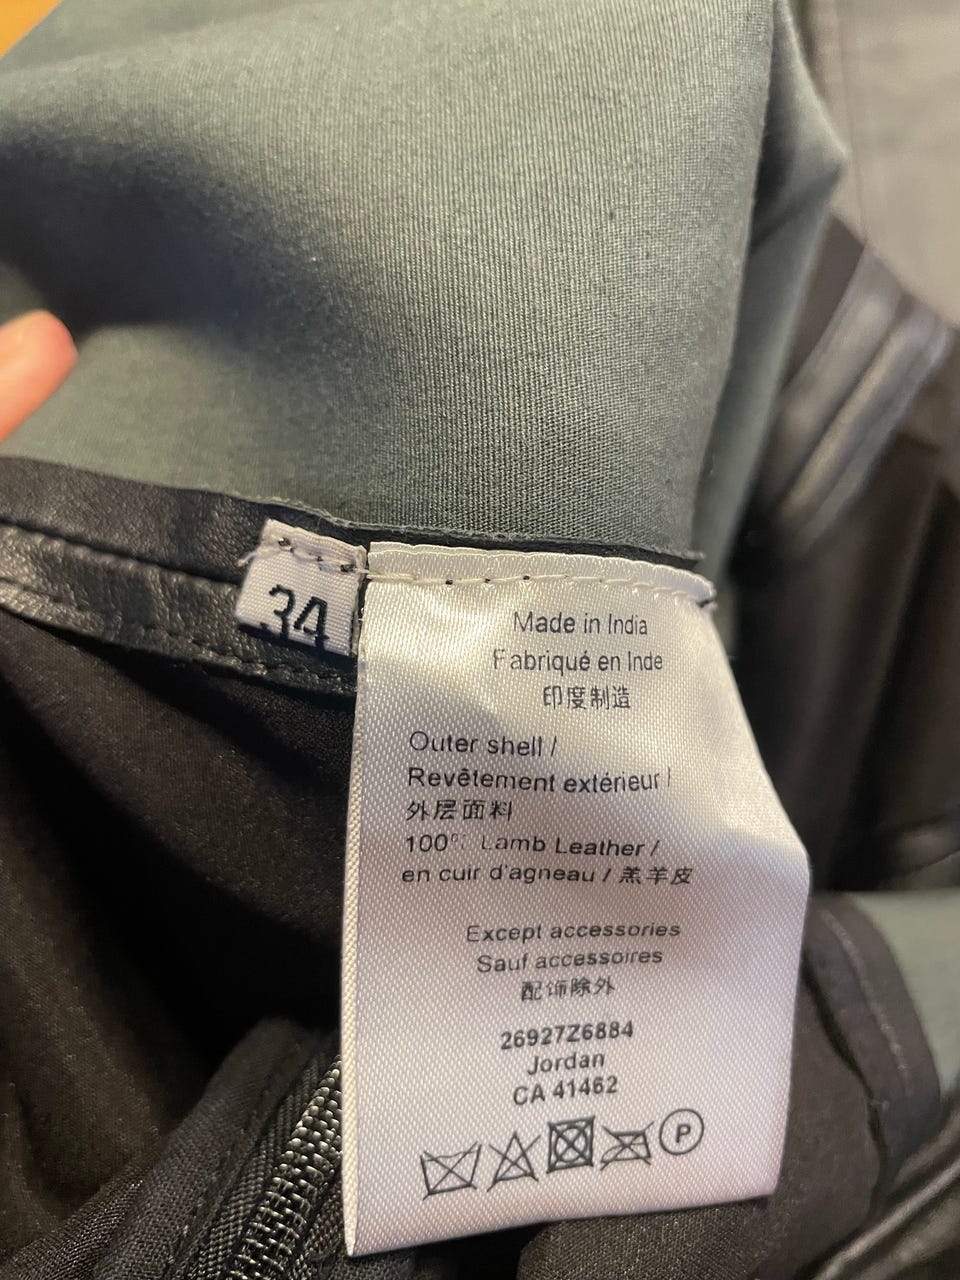 34
Made in India
Fabriqué en Inde
印度制造
Outer shell /
Revêtement extérieur /
外层面料
100% Lamb Leather /
en cuir d'agneau / 羔羊皮
Except accessories
Sauf accessoires
配饰除外
26927Z6884
Jordan
CA 41462
P